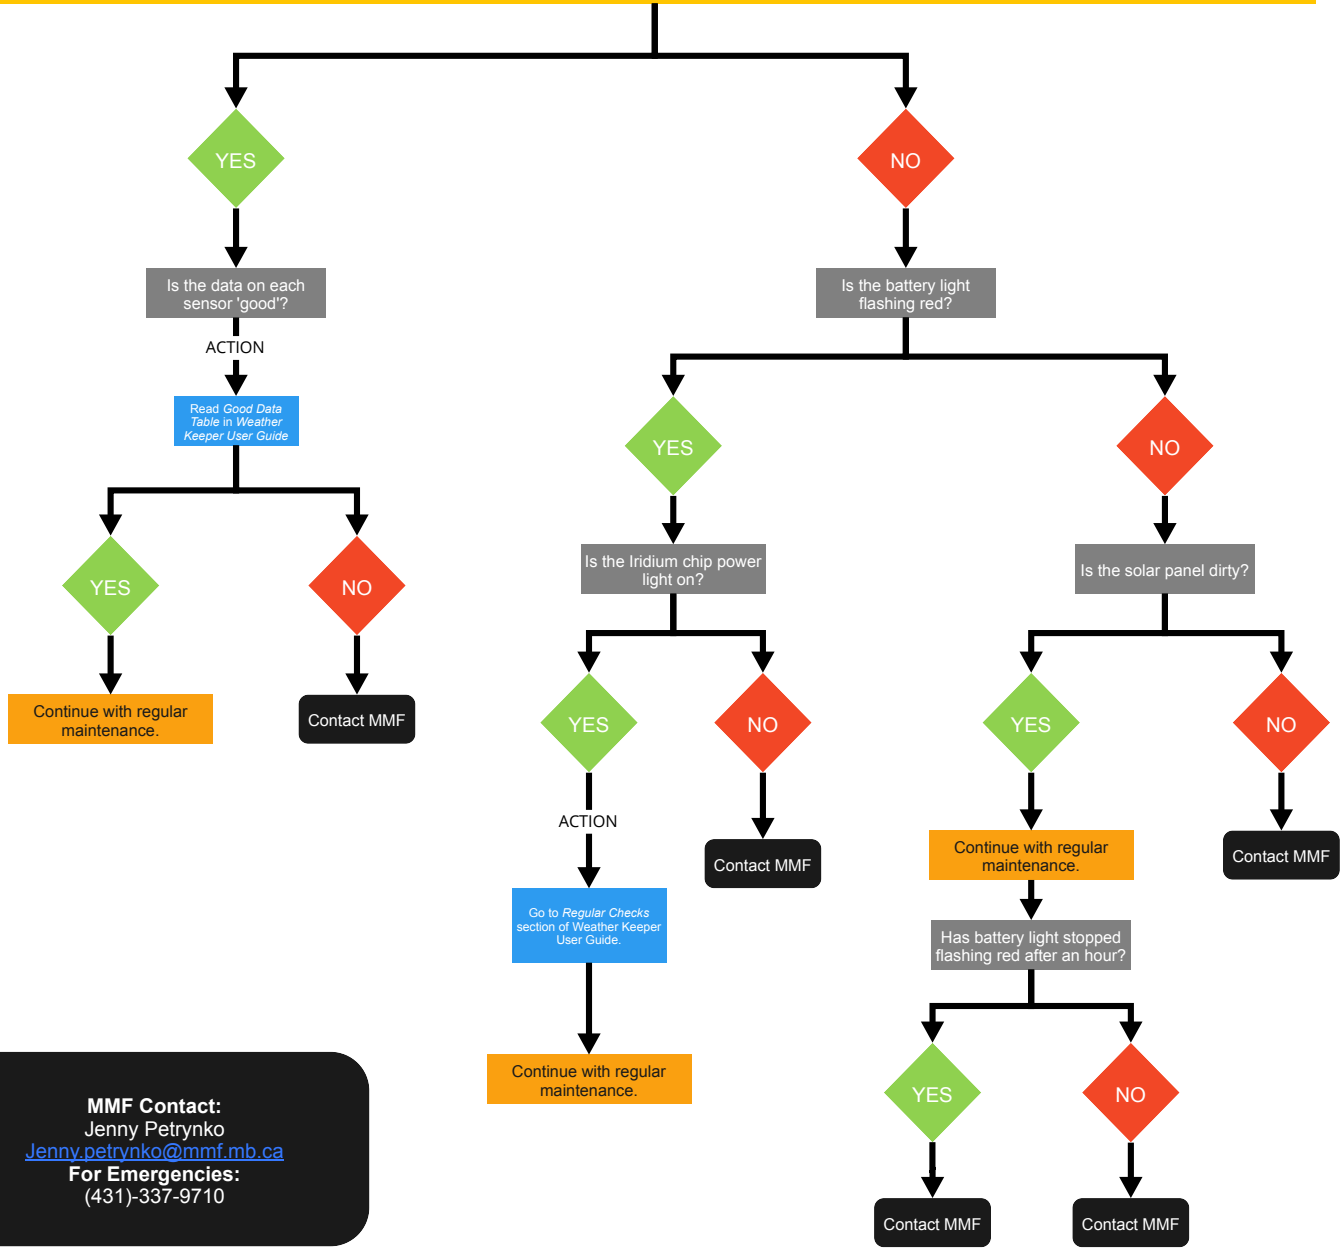 YES
NO
Is the data on each
sensor 'good'?
Is the battery light
flashing red?
ACTION
Read Good Data
Table in Weather
Keeper User Guide
YES
NO
YES
NO
Is the Iridium chip power
light on?
Is the solar panel dirty?
YES
NO
Continue with regular
maintenance.
Contact MMF
YES
NO
YES
NO
ACTION
Contact MMF
Continue with regular
maintenance.
Contact MMF
Go to Regular Checks
section of Weather Keeper
User Guide.
Has battery light stopped
flashing red after an hour?
Continue with regular
maintenance.
YES
NO
Contact MMF
Contact MMF
MMF Contact:
Jenny Petrynko
Jenny.petrynko@mmf.mb.ca
For Emergencies:
(431)-337-9710